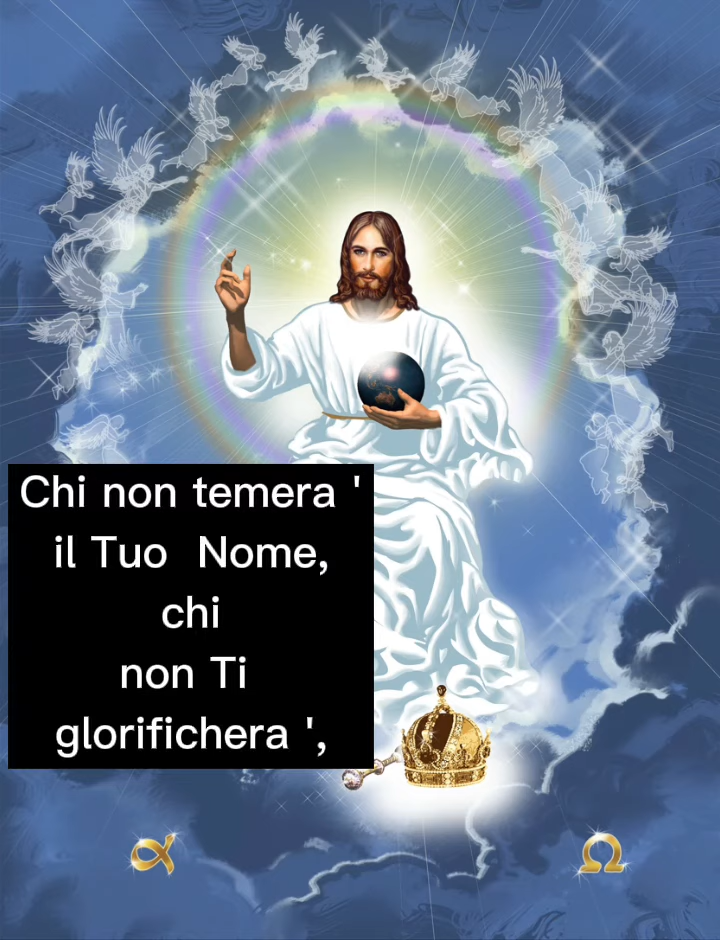 Chi non temera '
il Tuo  Nome,
chi
non Ti
glorifichera ',
α Ω